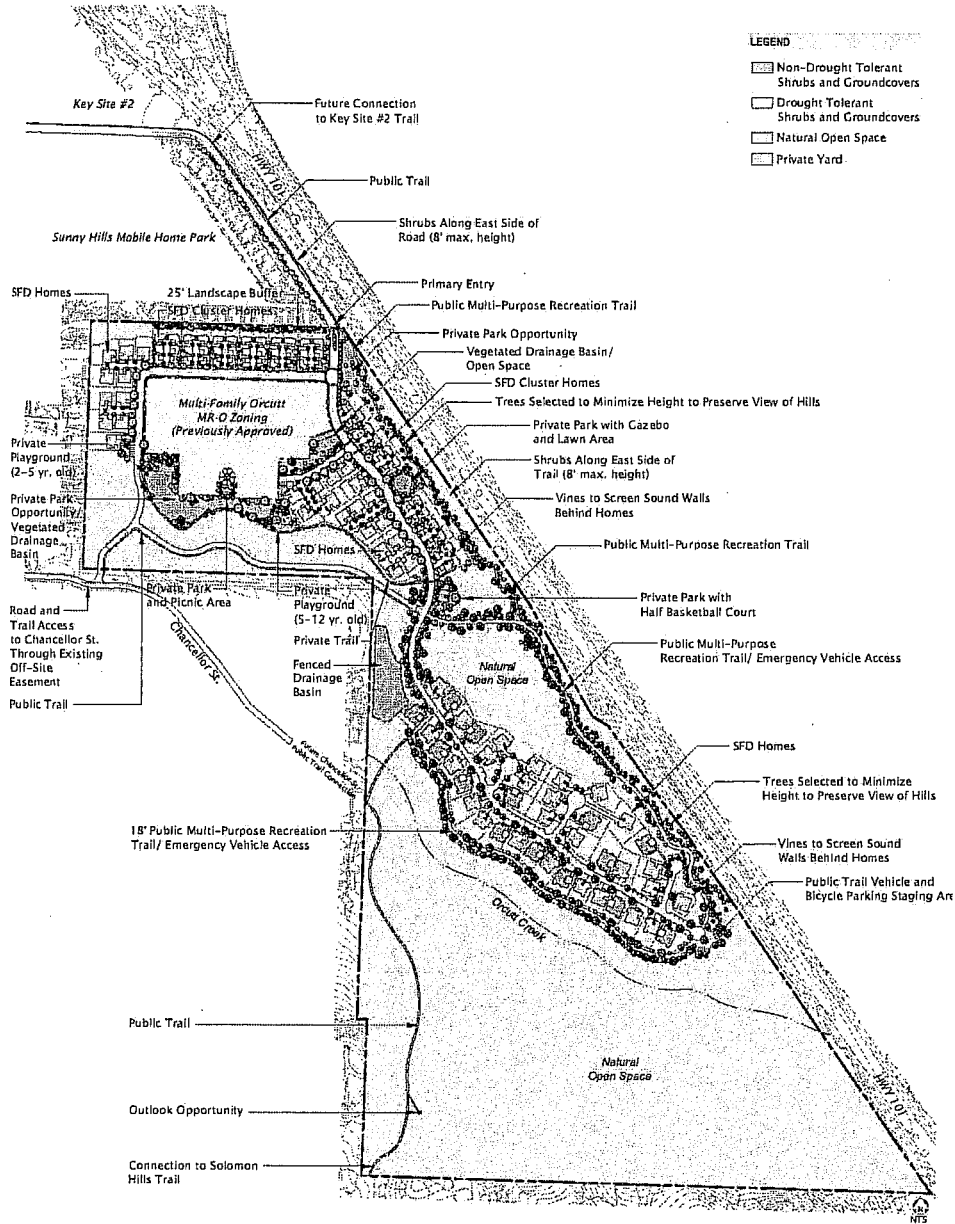 LEGEND
Non-Drought Tolerant
Shrubs and Groundcovers
Drought Tolerant
Shrubs and Groundcovers
Natural Open Space
Private Yard
Key Site #2
Future Connection
to Key Site #2 Trail
HWY 101
Public Trail
Shrubs Along East Side of
Road (8' max. height)
Sunny Hills Mobile Home Park
Primary Entry
SFD Homes
25' Landscape Buffer
SFD Cluster Homes
Public Multi-Purpose Recreation Trail
Private Park Opportunity
Vegetated Drainage Basin/
Open Space
SFD Cluster Homes
Trees Selected to Minimize Height to Preserve View of Hills
Multi-Family Orcutt
MR-O Zoning
(Previously Approved)
Private Park with Gazebo
and Lawn Area
Private
Playground
(2-5 yr. old)
Shrubs Along East Side of
Trail (8' max. height)
Private Park
Opportunity/
Vegetated
Drainage
Basin
Vines to Screen Sound Walls
Behind Homes
SFD Homes
Public Multi-Purpose Recreation Trail
Private Park
and Picnic Area
Private
Playground
(5-12 yr. old)
Private Park with
Half Basketball Court
Road and
Trail Access
to Chancellor St.
Through Existing
Off-Site
Easement
Chancellor St.
Private Trail
Fenced
Drainage
Basin
Public Multi-Purpose
Recreation Trail/ Emergency Vehicle Access
Natural
Open Space
Public Trail
Future Chancellor St.
Public Trail Connection
SFD Homes
Trees Selected to Minimize
Height to Preserve View of Hills
18' Public Multi-Purpose Recreation
Trail/ Emergency Vehicle Access
Vines to Screen Sound
Walls Behind Homes
Public Trail Vehicle and
Bicycle Parking Staging Are
Orcutt Creek
Public Trail
Natural
Open Space
HWY 101
Outlook Opportunity
Connection to Solomon
Hills Trail
N
NTS